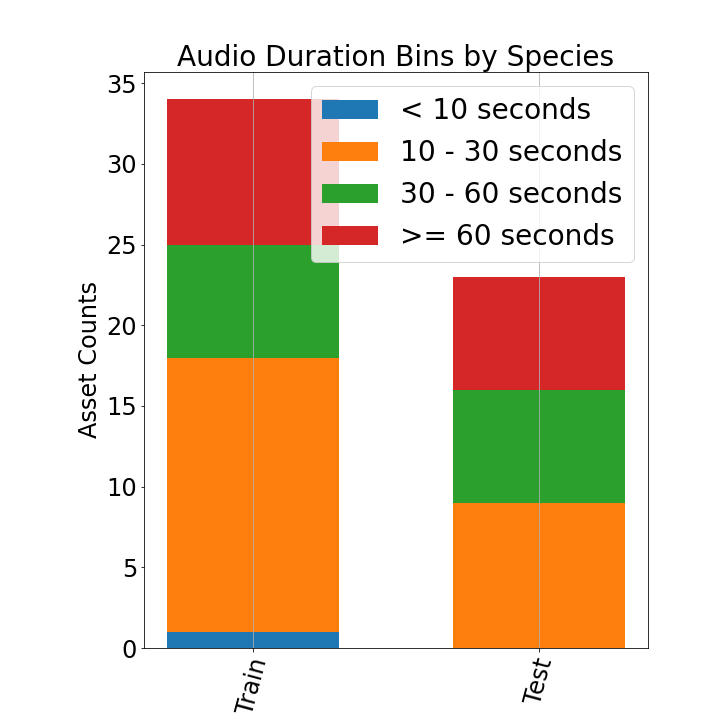 Audio Duration Bins by Species
Asset Counts
35
30
25
20
15
10
5
0
< 10 seconds
10 - 30 seconds
30 - 60 seconds
>= 60 seconds
Train
Test